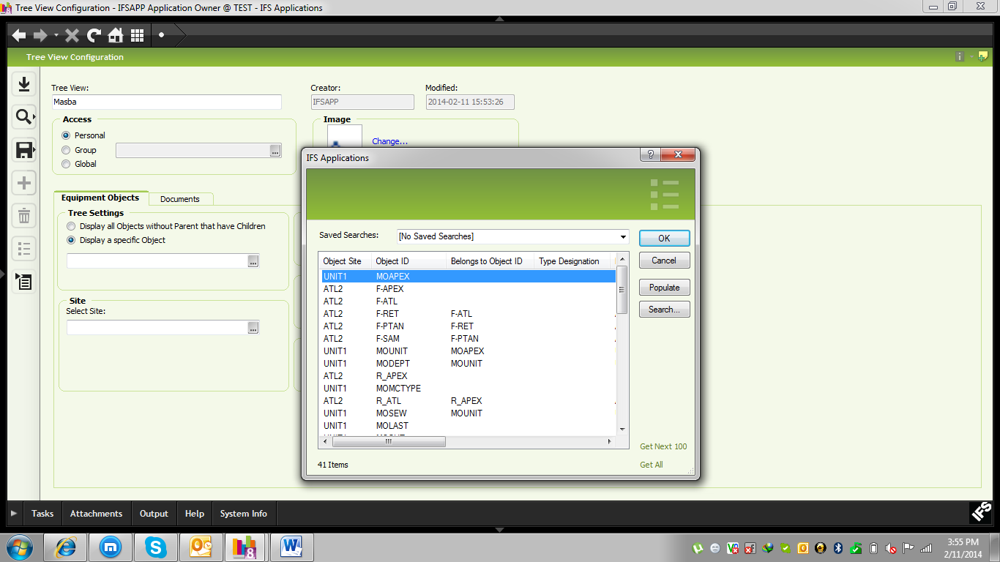 Tree View Configuration - IFSAPP Application Owner @ TEST - IFS Applications
Tree View Configuration
Tree View:
Creator:
Modified:
Masba
IFSAPP
2014-02-11 15:53:26
Access
Image
Personal
Change...
Group
...
Global
IFS Applications
Equipment Objects
Documents
Tree Settings
Display all Objects without Parent that have Children
Display a specific Object
...
Site
Select Site:
...
Saved Searches:
[No Saved Searches]
OK
Cancel
Populate
Search...
Object Site Object ID Belongs to Object ID Type Designation
UNIT1 MOAPEX
ATL2 F-APEX
ATL2 F-ATL
ATL2 F-RET F-ATL
ATL2 F-PTAN F-RET
ATL2 F-SAM F-PTAN
UNIT1 MOUNIT MOAPEX
UNIT1 MODEPT MOUNIT
ATL2 R_APEX
UNIT1 MOMCTYPE
ATL2 R_ATL R_APEX
UNIT1 MOSEW MOUNIT
UNIT1 MOLAST
Get Next 100
41 Items
Get All
Tasks
Attachments
Output
Help
System Info
IFS
3:55 PM
2/11/2014